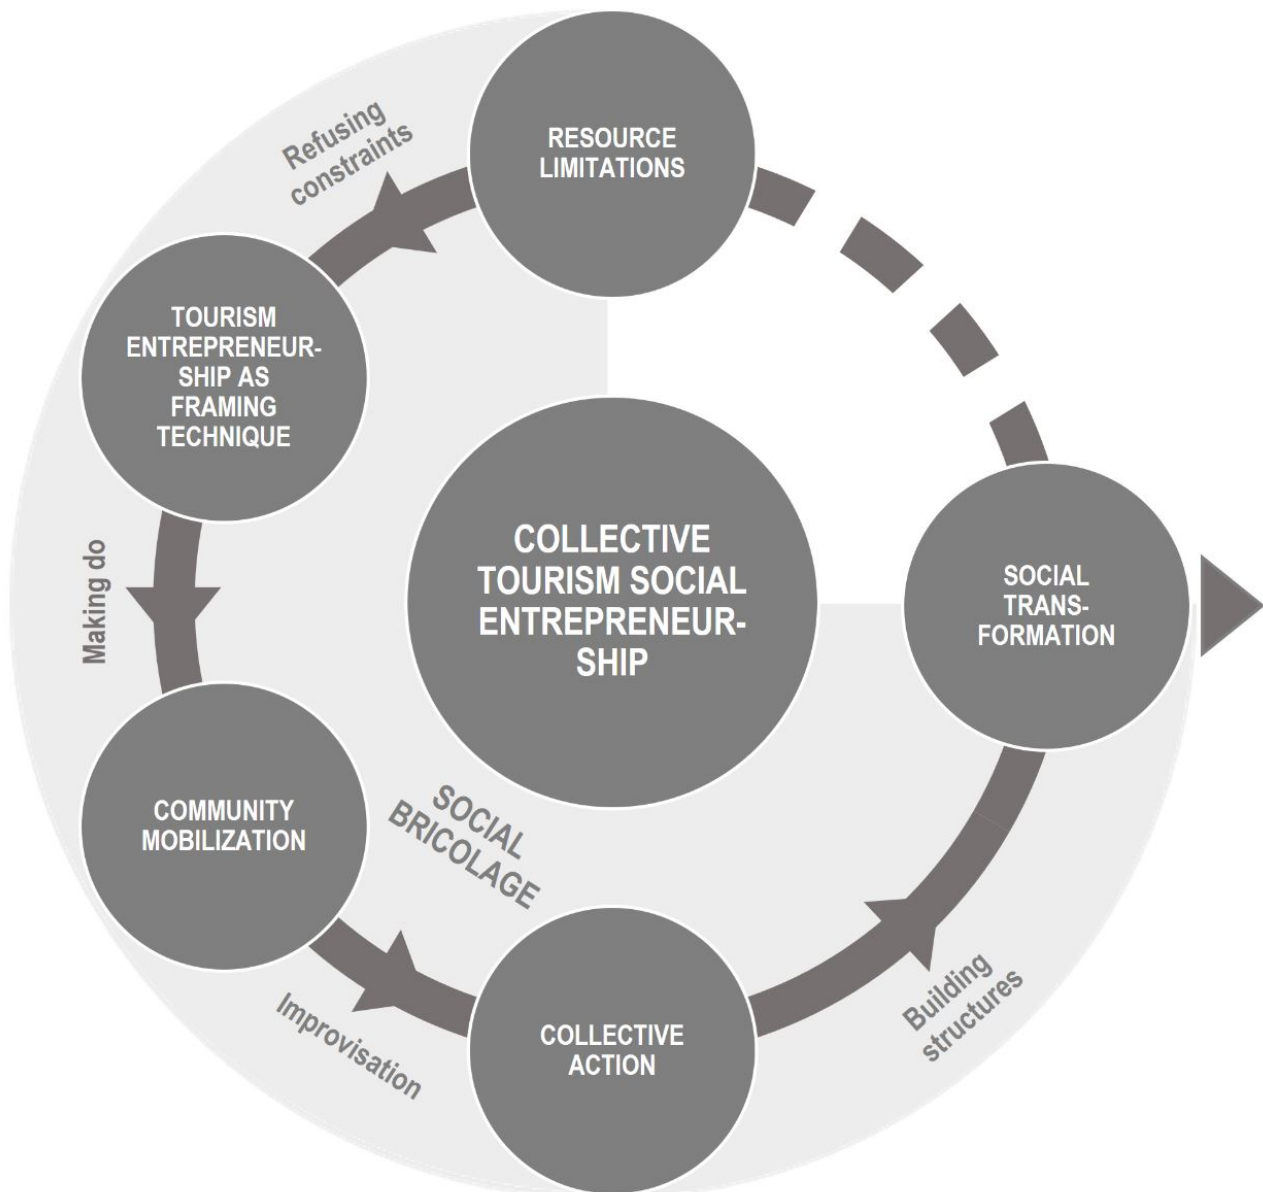 RESOURCE
LIMITATIONS
Refusing
constraints
TOURISM
ENTREPRENEUR-
SHIP AS
FRAMING
TECHNIQUE
Making do
COMMUNITY
MOBILIZATION
Improvisation
COLLECTIVE
ACTION
Building
structures
SOCIAL
TRANS-
FORMATION
COLLECTIVE
TOURISM SOCIAL
ENTREPRENEUR-
SHIP
SOCIAL
BRICOLAGE